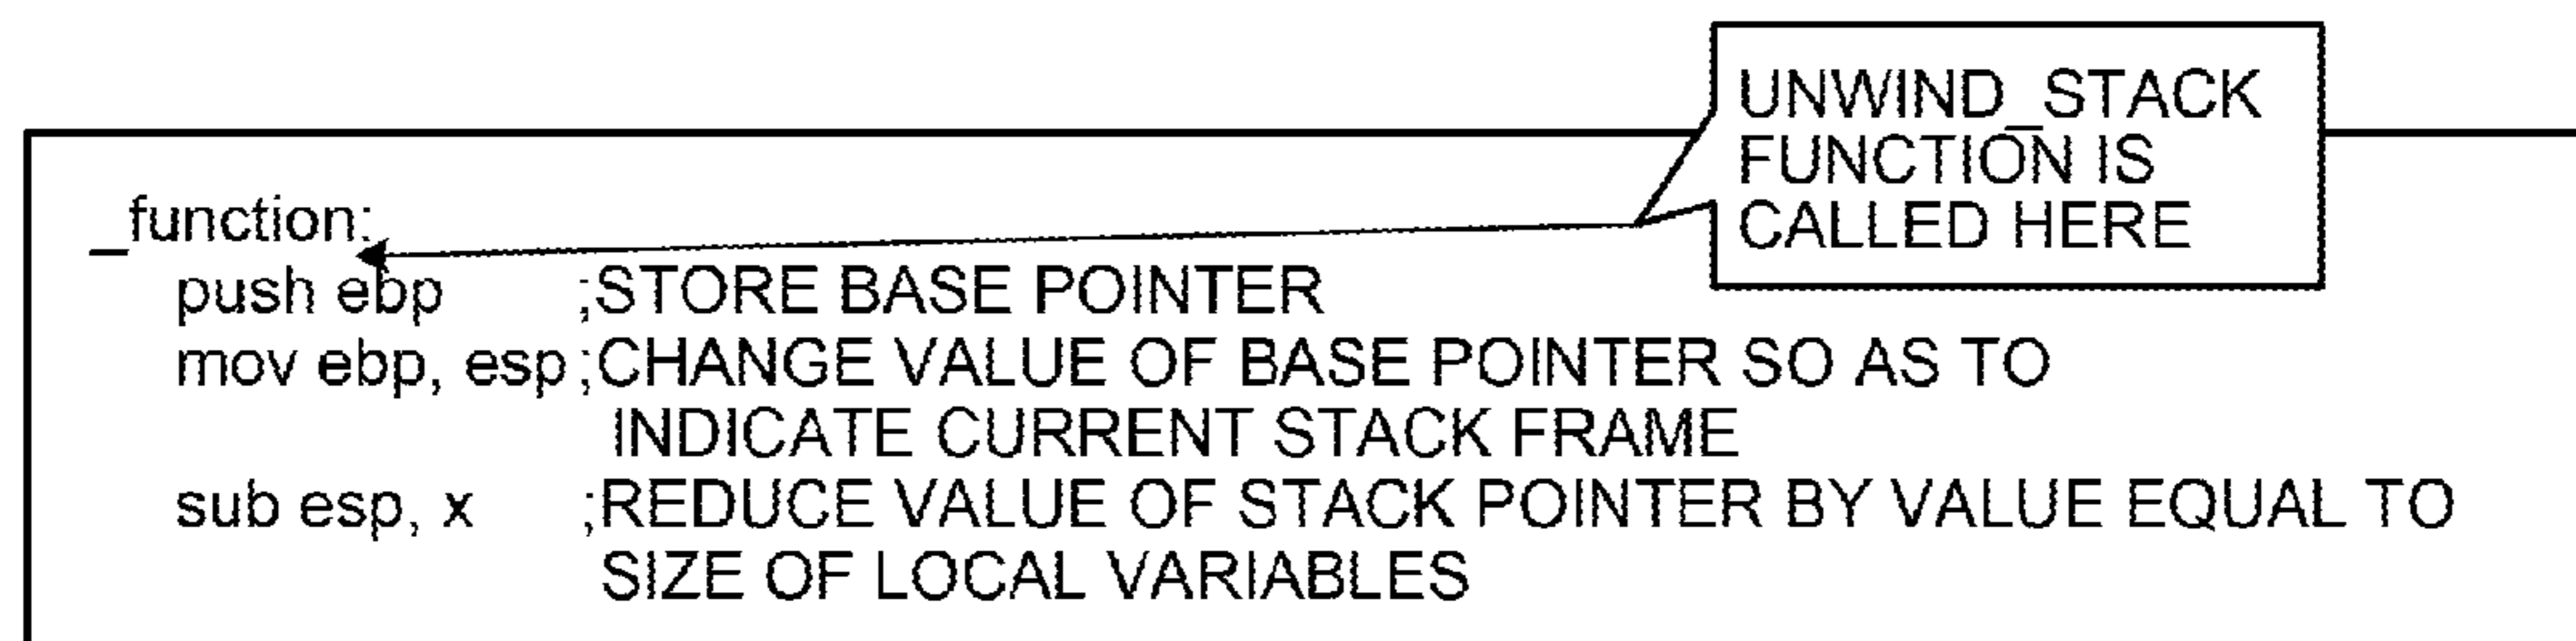 UNWIND_STACK
FUNCTION IS
CALLED HERE
_function:
push ebp ;STORE BASE POINTER
mov ebp, esp ;CHANGE VALUE OF BASE POINTER SO AS TO
INDICATE CURRENT STACK FRAME
sub esp, x ;REDUCE VALUE OF STACK POINTER BY VALUE EQUAL TO
SIZE OF LOCAL VARIABLES